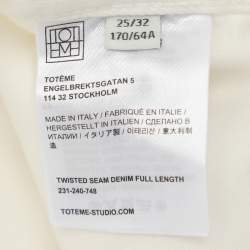 TOTEME
25/32
170/64A
TOTÊME
ENGELBREKTSGATAN 5
114 32 STOCKHOLM
MADE IN ITALY / FABRIQUÉ EN ITALIE /
HERGESTELLT IN ITALIEN / СДЕЛАНО В
ИТАЛИИ / イタリア製 / 이태리산 / 意大利制
造
TWISTED SEAM DENIM FULL LENGTH
231-240-748
TOTEME-STUDIO.COM